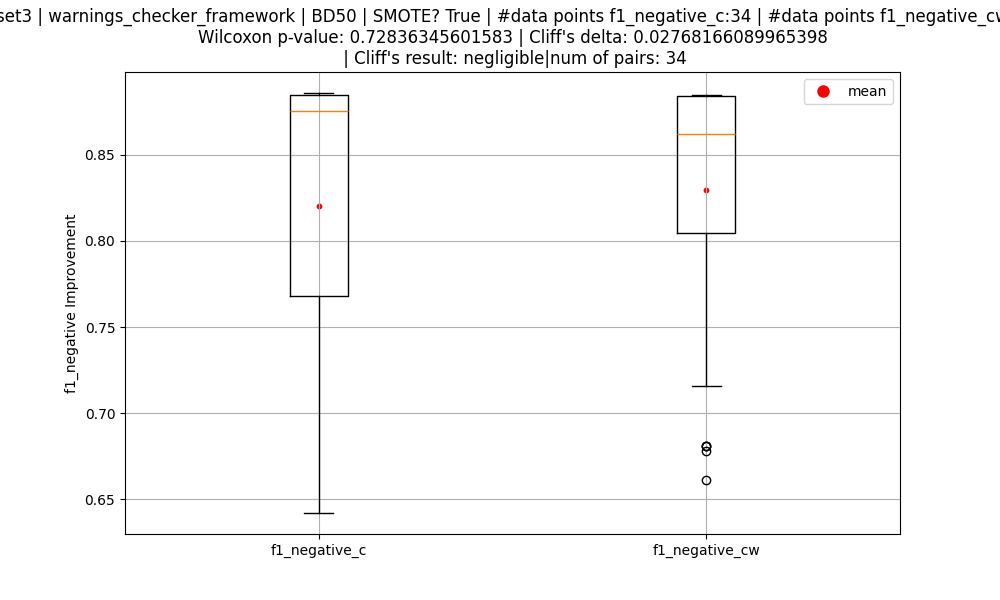 set3 | warnings_checker_framework | BD50 | SMOTE? True | #data points f1_negative_c:34 | #data points f1_negative_cw
Wilcoxon p-value: 0.72836345601583 | Cliff's delta: 0.02768166089965398
| Cliff's result: negligible|num of pairs: 34
mean
0.85
0.80
0.75
0.70
0.65
f1_negative Improvement
f1_negative_c
f1_negative_cw